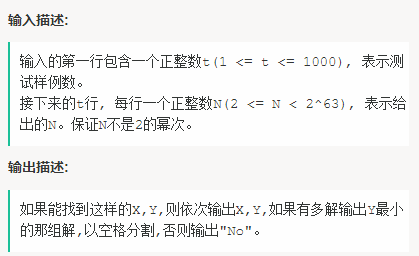 输入描述:
输入的第一行包含一个正整数t(1 <= t <= 1000), 表示测
试样例数。
接下来的t行, 每行一个正整数N(2 <= N < 2^63), 表示给
出的N。保证N不是2的幂次。
输出描述:
如果能找到这样的X,Y,则依次输出X,Y,如果有多解输出Y最小
的那组解,以空格分割,否则输出"No"。